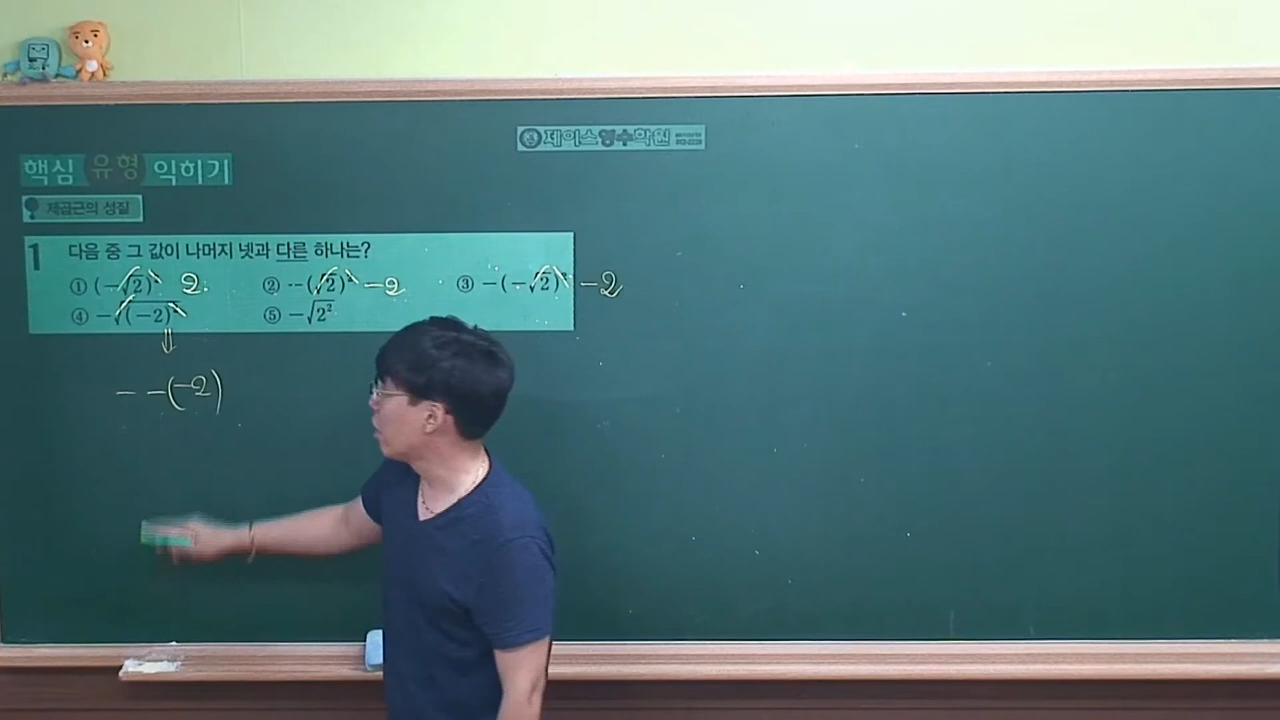 제이스영수학원
핵심 유형 익히기
제곱근의 성질
1 다음 중 그 값이 나머지 넷과 다른 하나는?
① (-√2)² 2. ② -(√2)² -2 ③ -(-√2)² -2
④ -√(-2)² ⑤ -√2²
⇓
- -(-2)